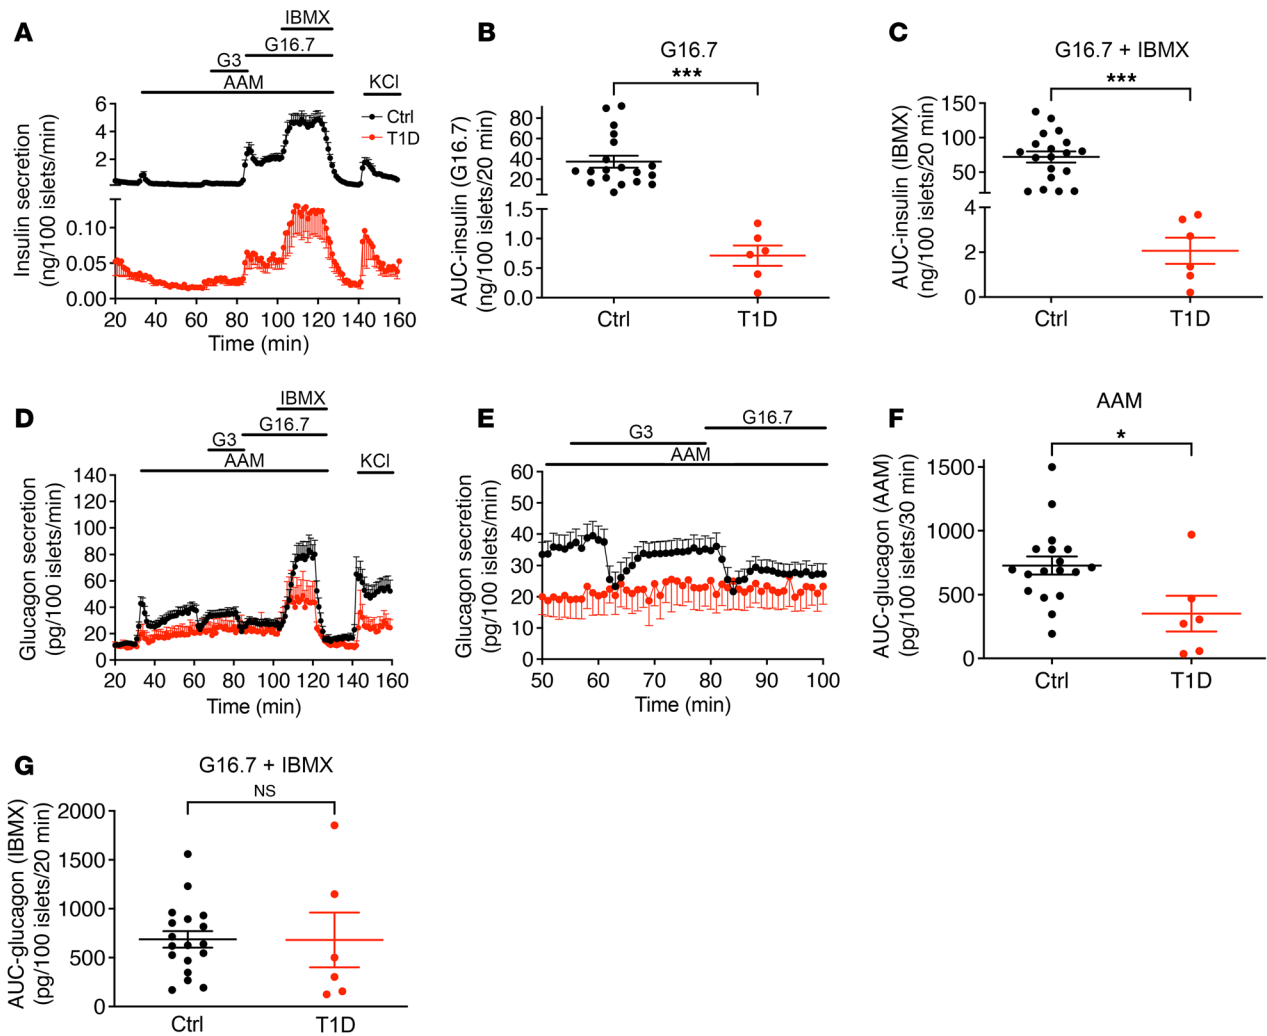 A
IBMX
G16.7
G3
AAM
KCl
Ctrl
T1D
Insulin secretion
(ng/100 islets/min)
6
4
2
0.10
0.05
0.00
20 40 60 80 100 120 140 160
Time (min)
B
G16.7
***
AUC-insulin (G16.7)
(ng/100 islets/20 min)
80
60
40
20
1.5
1.0
0.5
0.0
Ctrl T1D
C
G16.7 + IBMX
***
AUC-insulin (IBMX)
(ng/100 islets/20 min)
150
100
50
4
2
0
Ctrl T1D
D
IBMX
G16.7
G3
AAM
KCl
Glucagon secretion
(pg/100 islets/min)
140
120
100
80
60
40
20
0
20 40 60 80 100 120 140 160
Time (min)
E
G16.7
G3
AAM
Glucagon secretion
(pg/100 islets/min)
60
50
40
30
20
10
0
50 60 70 80 90 100
Time (min)
F
AAM
*
AUC-glucagon (AAM)
(pg/100 islets/30 min)
1500
1000
500
0
Ctrl T1D
G
G16.7 + IBMX
NS
AUC-glucagon (IBMX)
(pg/100 islets/20 min)
2000
1500
1000
500
0
Ctrl T1D